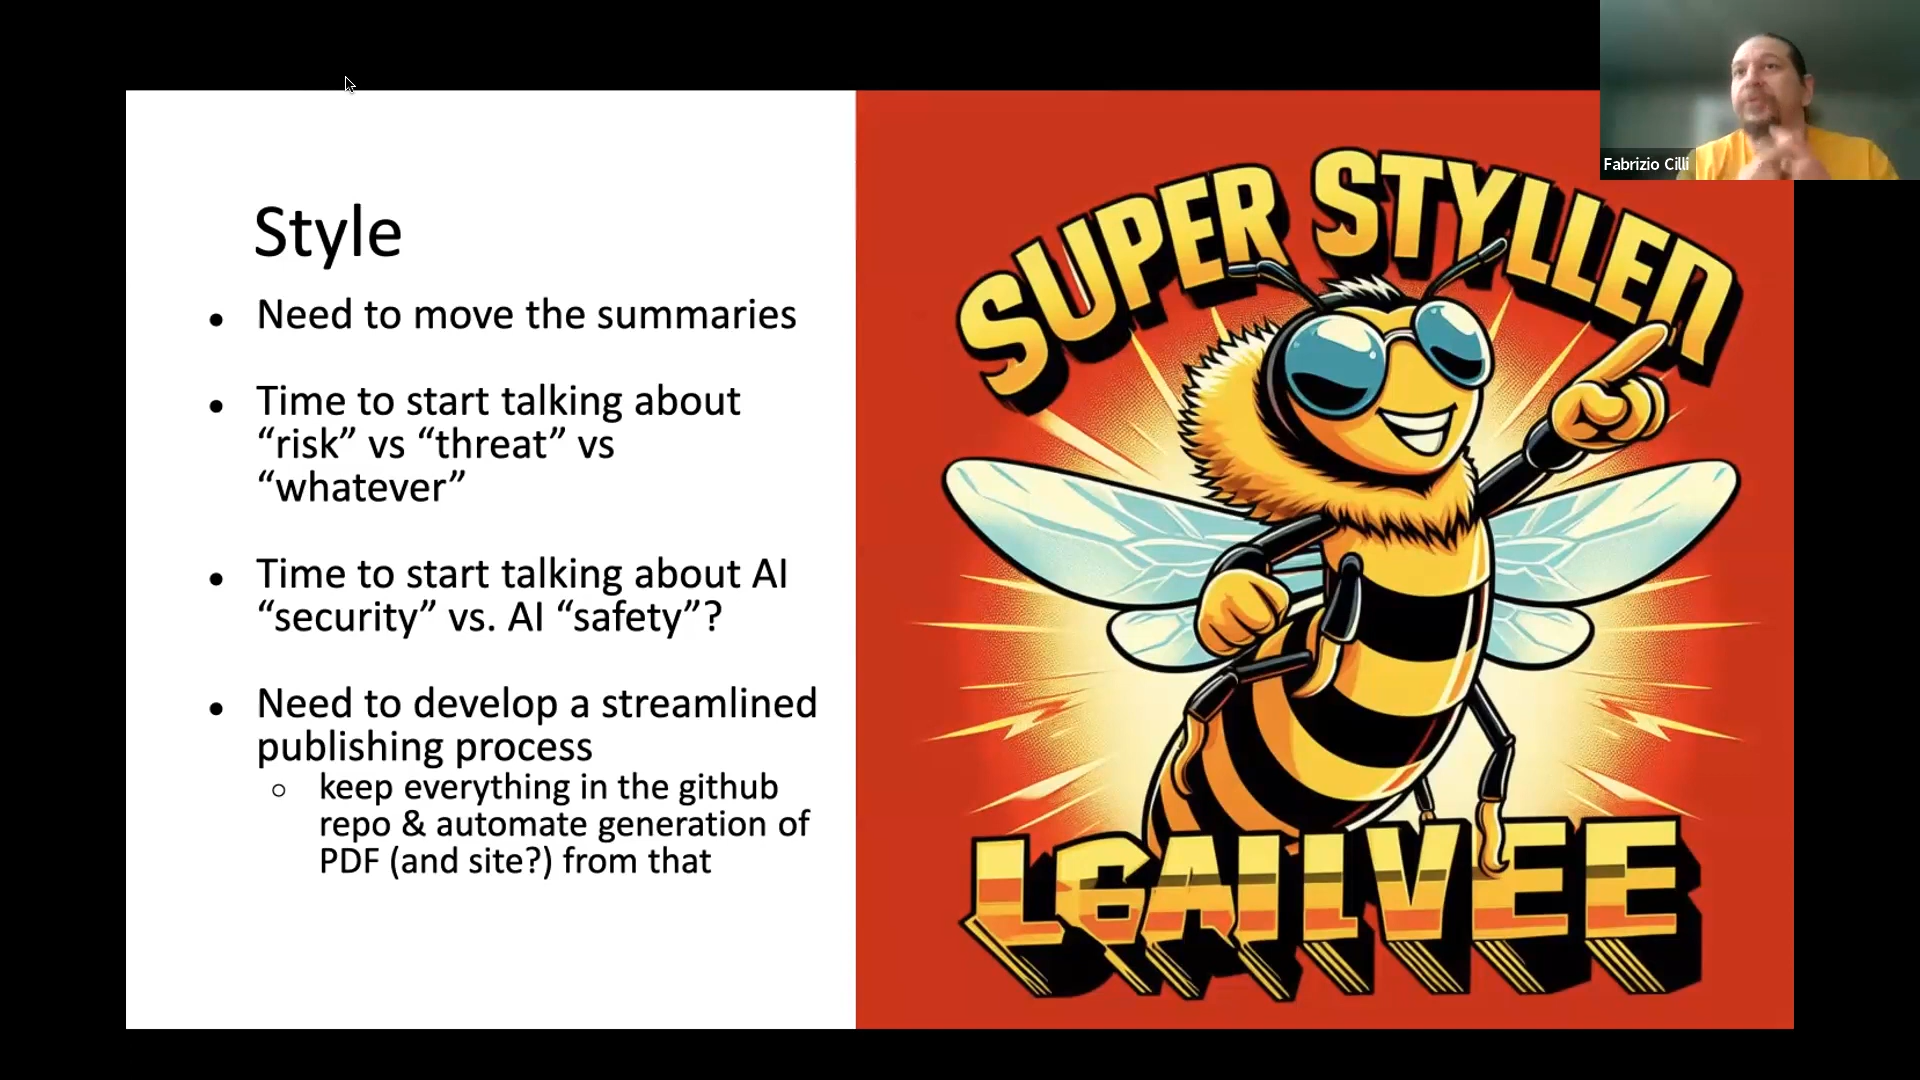 Fabrizio Cilli
Style
● Need to move the summaries
● Time to start talking about
“risk” vs “threat” vs
“whatever”
● Time to start talking about AI
“security” vs. AI “safety”?
● Need to develop a streamlined
publishing process
○ keep everything in the github
repo & automate generation of
PDF (and site?) from that
SUPER STYLLEN
LGAILVEE